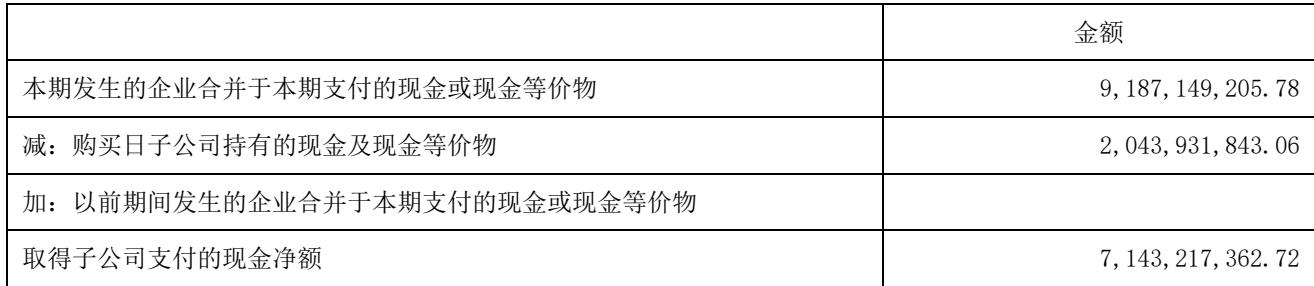 金额
本期发生的企业合并于本期支付的现金或现金等价物 9,187,149,205.78
减：购买日子公司持有的现金及现金等价物 2,043,931,843.06
加：以前期间发生的企业合并于本期支付的现金或现金等价物
取得子公司支付的现金净额 7,143,217,362.72